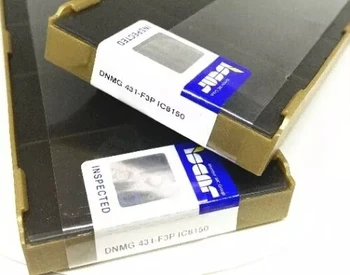 INSPECTED
DNMG 431-F3P IC8150
ISCAR
INSPECTED
DNMG 431-F3P IC8150
ISCAR